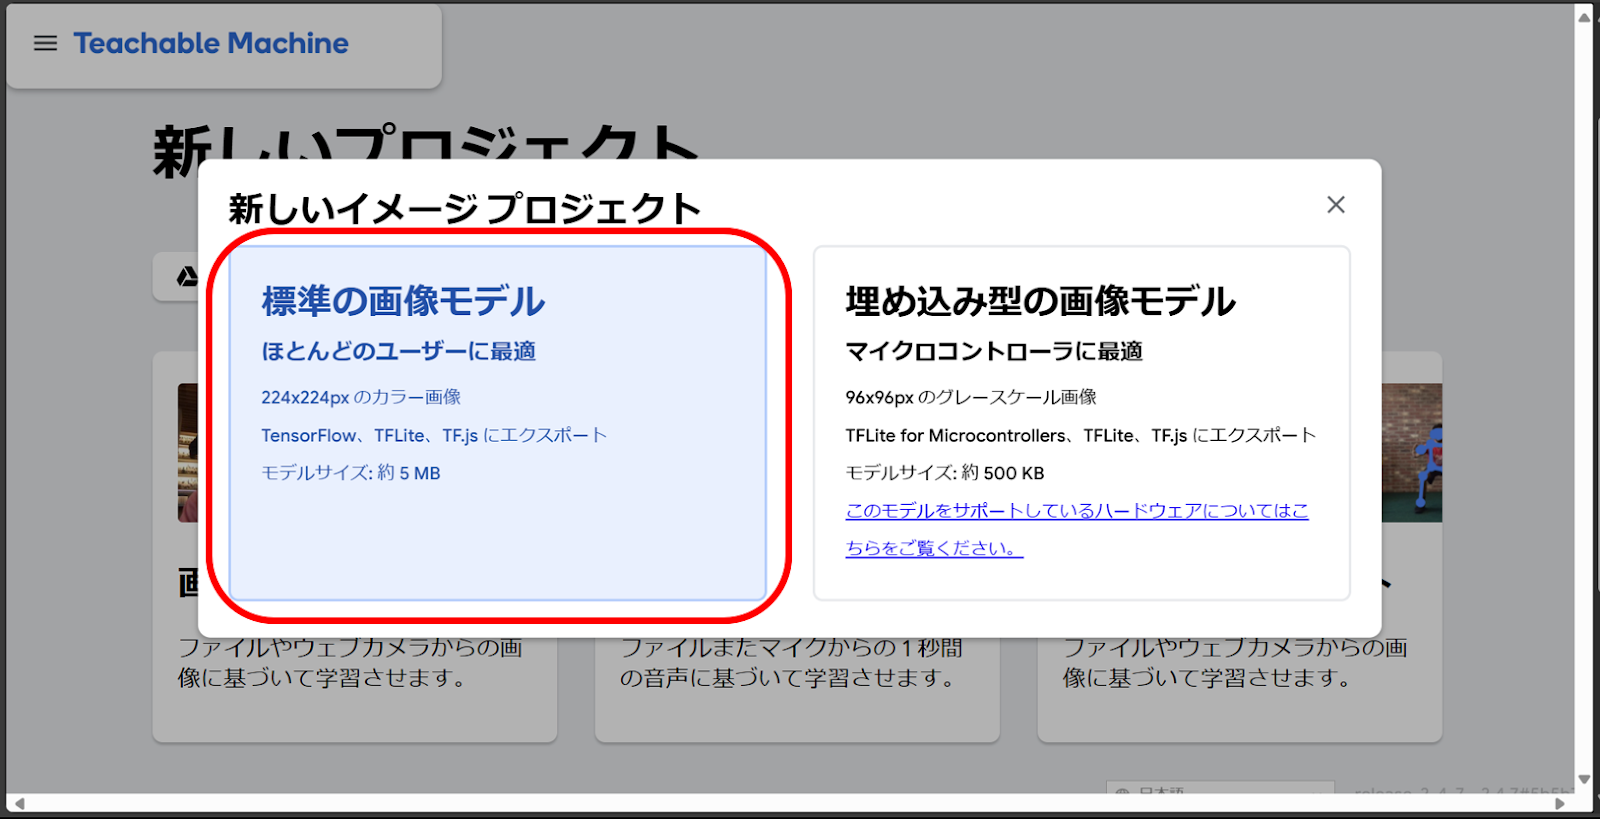 Teachable Machine
新しいプロジェクト
新しいイメージ プロジェクト
標準の画像モデル
ほとんどのユーザーに最適
224x224px のカラー画像
TensorFlow、TFLite、TF.js にエクスポート
モデルサイズ: 約 5 MB
埋め込み型の画像モデル
マイクロコントローラに最適
96x96px のグレースケール画像
TFLite for Microcontrollers、TFLite、TF.js にエクスポート
モデルサイズ: 約 500 KB
このモデルをサポートしているハードウェアについてはこ
ちらをご覧ください。
画
ト
ファイルやウェブカメラからの画
像に基づいて学習させます。
ファイルまたマイクからの 1 秒間
の音声に基づいて学習させます。
ファイルやウェブカメラからの画
像に基づいて学習させます。
日本語